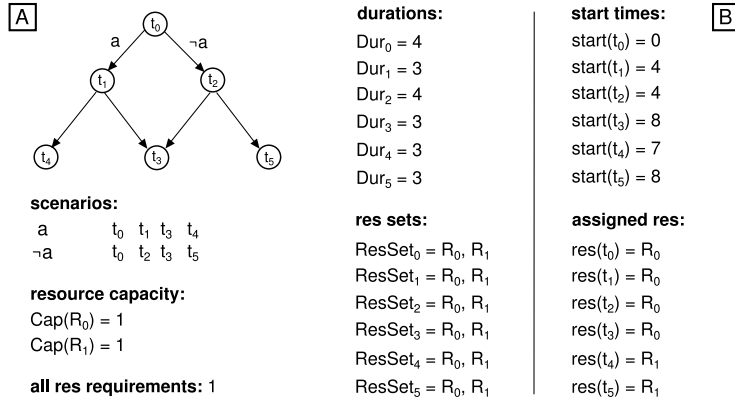 A
t₀
a
¬a
t₁
t₂
t₄
t₃
t₅
scenarios:
a t₀ t₁ t₃ t₄
¬a t₀ t₂ t₃ t₅
resource capacity:
Cap(R₀) = 1
Cap(R₁) = 1
all res requirements: 1
durations:
Dur₀ = 4
Dur₁ = 3
Dur₂ = 4
Dur₃ = 3
Dur₄ = 3
Dur₅ = 3
res sets:
ResSet₀ = R₀, R₁
ResSet₁ = R₀, R₁
ResSet₂ = R₀, R₁
ResSet₃ = R₀, R₁
ResSet₄ = R₀, R₁
ResSet₅ = R₀, R₁
B
start times:
start(t₀) = 0
start(t₁) = 4
start(t₂) = 4
start(t₃) = 8
start(t₄) = 7
start(t₅) = 8
assigned res:
res(t₀) = R₀
res(t₁) = R₀
res(t₂) = R₀
res(t₃) = R₀
res(t₄) = R₁
res(t₅) = R₁